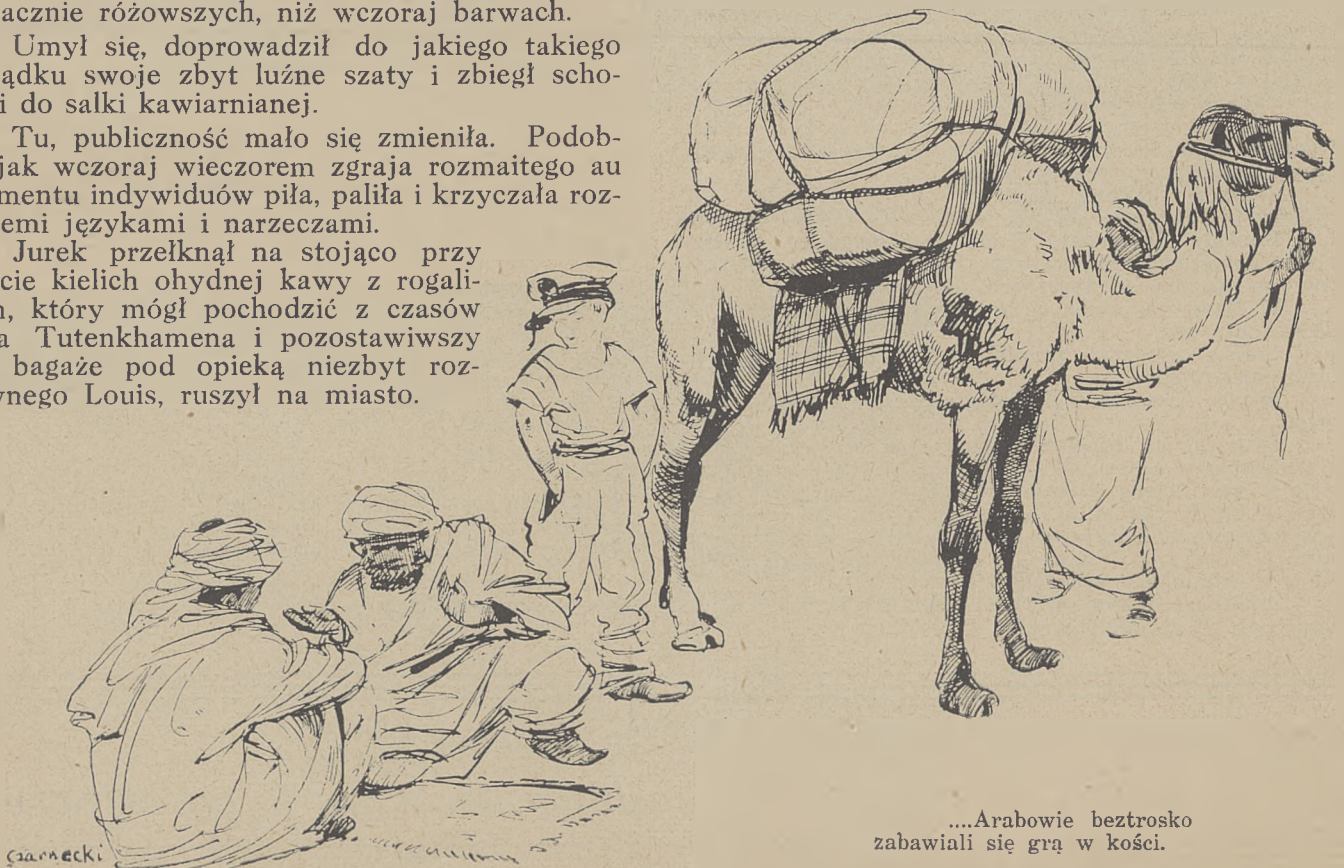 acznie różowszych, niż wczoraj barwach.
Umył się, doprowadził do jakiego takiego
ądku swoje zbyt luźne szaty i zbiegł scho-
i do salki kawiarnianej.
Tu, publiczność mało się zmieniła. Podob-
jak wczoraj wieczorem zgraja rozmaitego au
mentu indywiduów piła, paliła i krzyczała roz-
emi językami i narzeczami.
Jurek przełknął na stojąco przy
cie kielich ohydnej kawy z rogali-
, który mógł pochodzić z czasów
a Tutenkhamena i pozostawiwszy
bagaże pod opieką niezbyt roz-
nego Louis, ruszył na miasto.
....Arabowie beztrosko
zabawiali się grą w kości.
Czarnecki